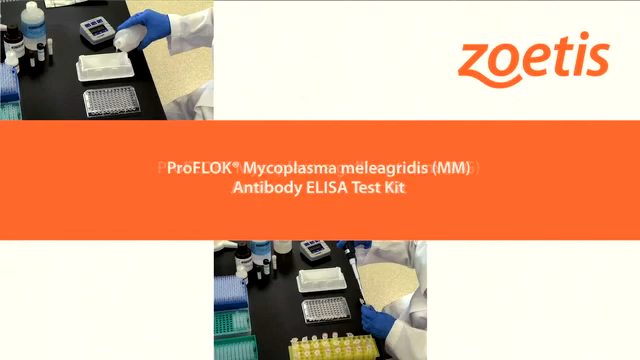 zoetis
ProFLOK® Mycoplasma meleagridis (MM)
Antibody ELISA Test Kit